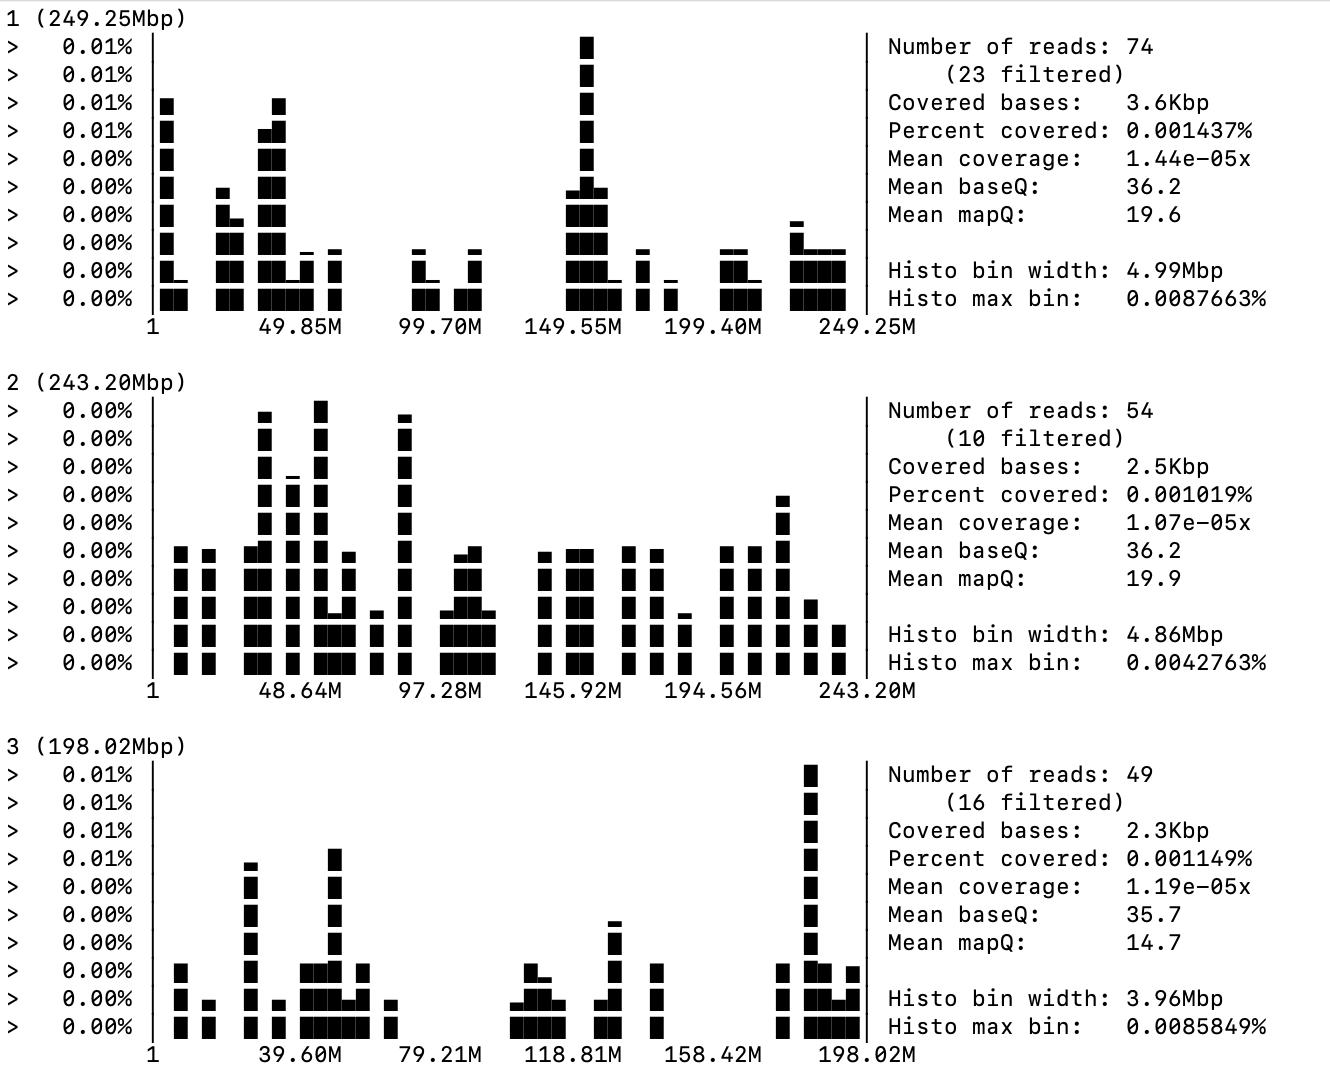 1 (249.25Mbp)
> 0.01% │ Number of reads: 74
> 0.01% │ (23 filtered)
> 0.01% │ Covered bases: 3.6Kbp
> 0.01% │ Percent covered: 0.001437%
> 0.00% │ Mean coverage: 1.44e-05x
> 0.00% │ Mean baseQ: 36.2
> 0.00% │ Mean mapQ: 19.6
> 0.00% │
> 0.00% │ Histo bin width: 4.99Mbp
> 0.00% │ Histo max bin: 0.0087663%
1 49.85M 99.70M 149.55M 199.40M 249.25M
2 (243.20Mbp)
> 0.00% │ Number of reads: 54
> 0.00% │ (10 filtered)
> 0.00% │ Covered bases: 2.5Kbp
> 0.00% │ Percent covered: 0.001019%
> 0.00% │ Mean coverage: 1.07e-05x
> 0.00% │ Mean baseQ: 36.2
> 0.00% │ Mean mapQ: 19.9
> 0.00% │
> 0.00% │ Histo bin width: 4.86Mbp
> 0.00% │ Histo max bin: 0.0042763%
1 48.64M 97.28M 145.92M 194.56M 243.20M
3 (198.02Mbp)
> 0.01% │ Number of reads: 49
> 0.01% │ (16 filtered)
> 0.01% │ Covered bases: 2.3Kbp
> 0.01% │ Percent covered: 0.001149%
> 0.00% │ Mean coverage: 1.19e-05x
> 0.00% │ Mean baseQ: 35.7
> 0.00% │ Mean mapQ: 14.7
> 0.00% │
> 0.00% │ Histo bin width: 3.96Mbp
> 0.00% │ Histo max bin: 0.0085849%
1 39.60M 79.21M 118.81M 158.42M 198.02M